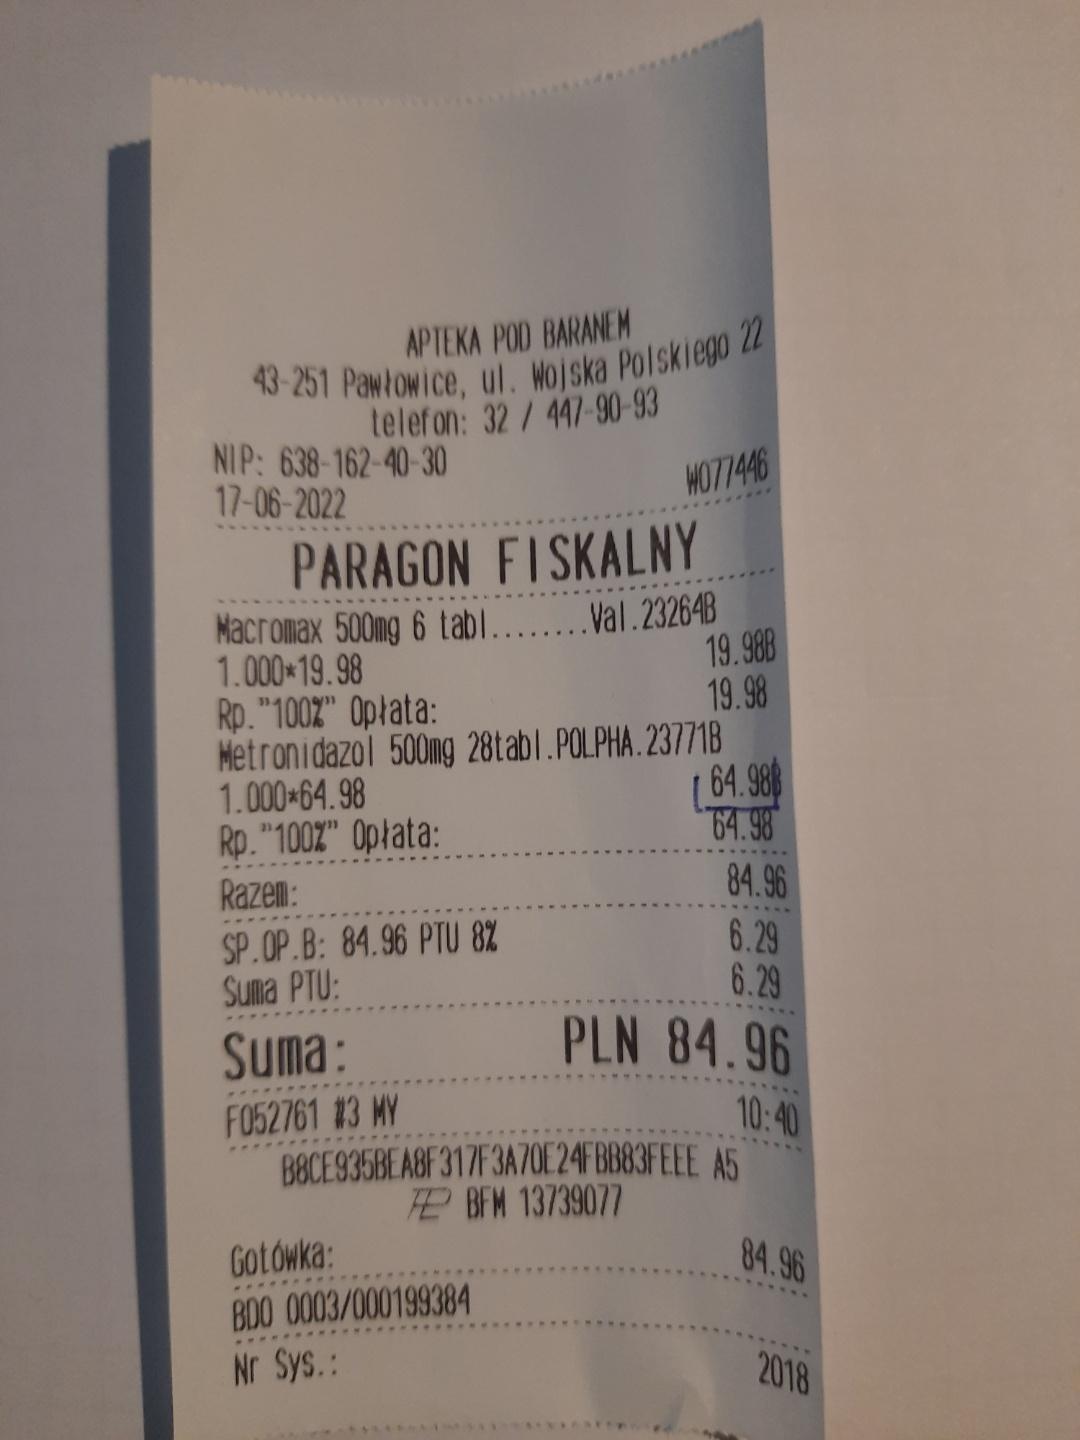 APTEKA POD BARANEM
43-251 Pawłowice, ul. Wojska Polskiego 22
telefon: 32 / 447-90-93
NIP: 638-162-40-30
17-06-2022 W077446
PARAGON FISKALNY
Macromax 500mg 6 tabl........Val.23264B
1.000*19.98 19.98B
Rp."100%" Opłata: 19.98
Metronidazol 500mg 28tabl.POLPHA.23771B
1.000*64.98 64.98B
Rp."100%" Opłata: 64.98
Razem: 84.96
SP.OP.B: 84.96 PTU 8% 6.29
Suma PTU: 6.29
Suma: PLN 84.96
F052761 #3 MY 10:40
B8CE935BEA8F317F3A70E24FBB83FEEE A5
BFM 13739077
Gotówka: 84.96
BDO 0003/000199384
Nr Sys.: 2018